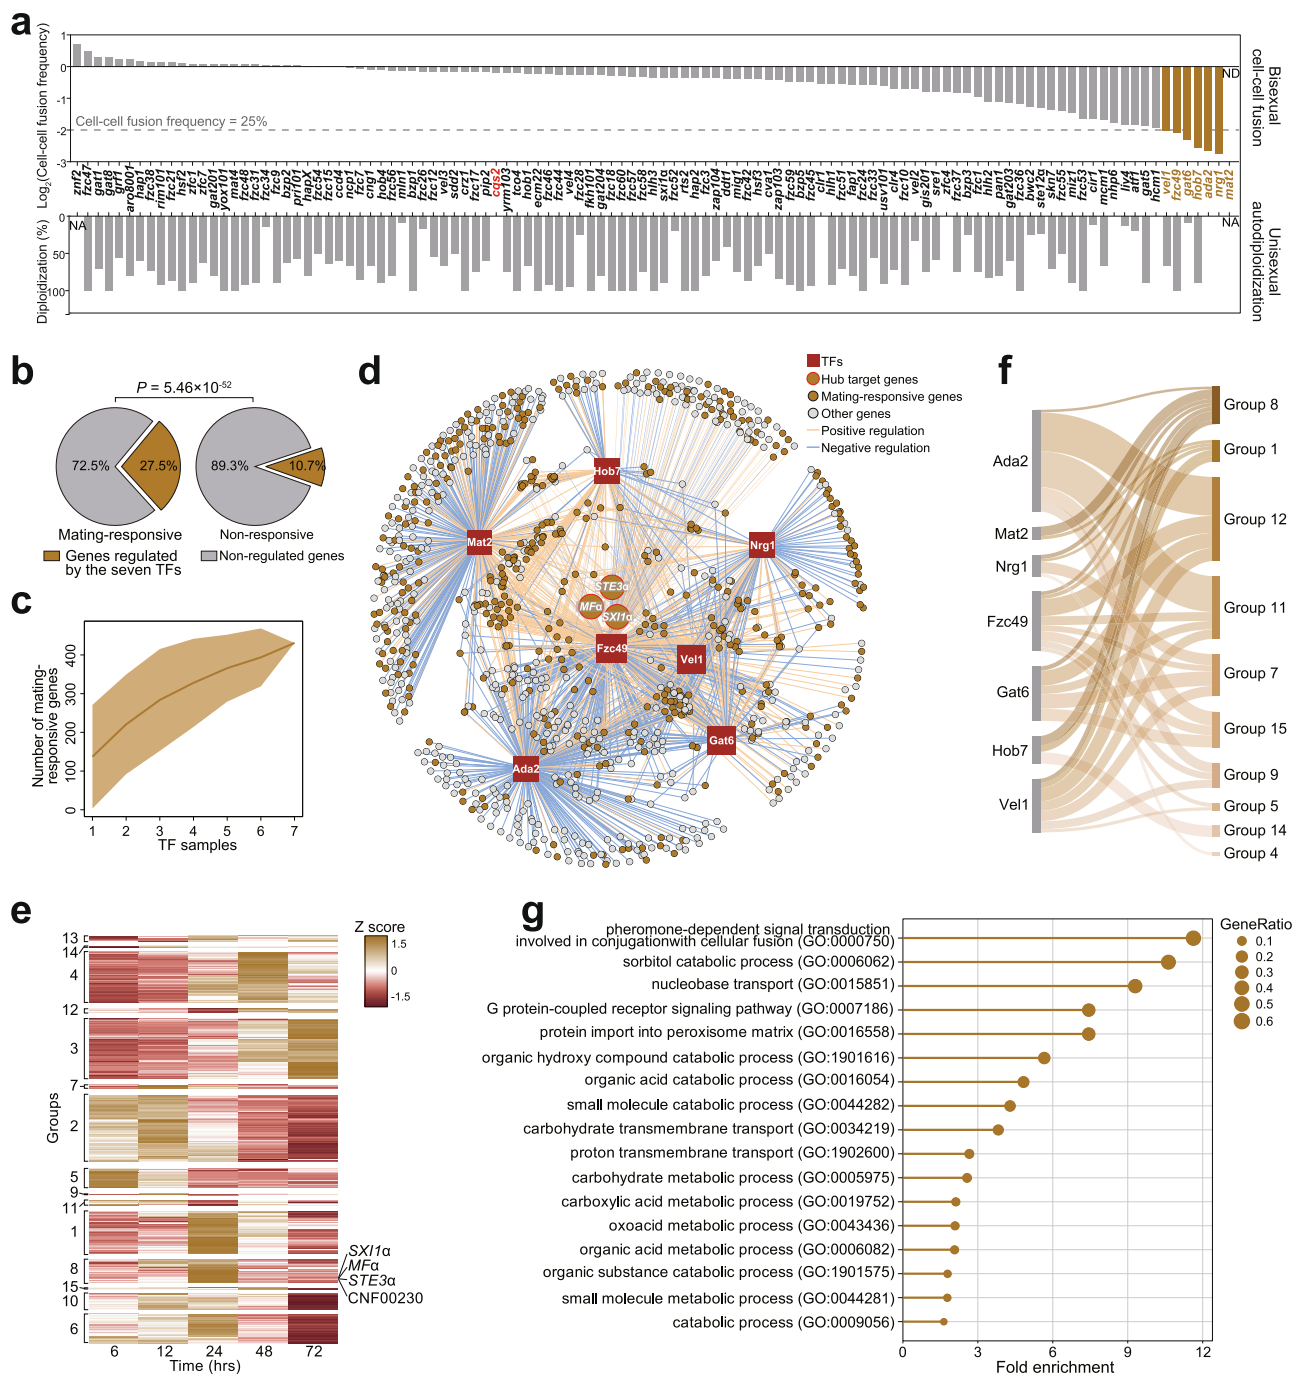 a
1
0
-1
-2
-3
Log2(Cell-cell fusion frequency)
Cell-cell fusion frequency = 25%
ND
Bisexual
cell-cell fusion
znf2
fzc47
gat1
gat8
grf1
aro8001
hap1
fzc38
rim101
fzc21
hsf2
zfc1
zfc7
gat201
yox101
mat4
fzc48
fzc31
fzc34
fzc9
bzp2
pri101
hapX
fzc54
fzc15
ccd4
ncp1
fzc7
cng1
hob4
fzc56
mln1
bzp1
fzc26
fzc12
vel3
sdd2
crz1
fzc17
pip2
cqs2
yrm103
tco4
hob1
ecm22
fzc46
fzc44
vel4
fzc28
fkh101
gat204
fzc18
fzc60
fzc57
fzc58
hlh3
sxi1α
fzc52
rts2
hap2
fzc3
zap104
ddt1
mig1
fzc42
hsf3
cva1
zap103
fzc59
bzp5
fzc45
clr1
hlh1
fzc51
fap1
fzc24
fzc33
usv101
clr4
fzc10
vel2
gis201
sre1
zfc4
fzc37
bzp3
fzc1
hlh2
pan1
gat203
fzc36
bwc2
ste12α
skn7
fzc55
miz1
fzc53
cir1
mcm1
nhp6
liv4
atf1
gat5
hcm1
vel1
fzc49
gat6
hob7
ada2
nrg1
mat2
0
50
100
Diploidization (%)
NA
NA
Unisexual
autodiploidization
b
P = 5.46×10-52
72.5%
27.5%
89.3%
10.7%
Mating-responsive
Non-responsive
Genes regulated
by the seven TFs
Non-regulated genes
c
Number of mating-
responsive genes
400
300
200
100
0
1 2 3 4 5 6 7
TF samples
d
TFs
Hub target genes
Mating-responsive genes
Other genes
Positive regulation
Negative regulation
Hob7
Mat2
Nrg1
STE3α
MFα
SXI1α
Fzc49
Vel1
Gat6
Ada2
f
Ada2
Mat2
Nrg1
Fzc49
Gat6
Hob7
Vel1
Group 8
Group 1
Group 12
Group 11
Group 7
Group 15
Group 9
Group 5
Group 14
Group 4
e
Z score
1.5
0
-1.5
Groups
13
14
4
12
3
7
2
5
9
11
1
8
15
10
6
SXI1α
MFα
STE3α
CNF00230
6 12 24 48 72
Time (hrs)
g
pheromone-dependent signal transduction
involved in conjugationwith cellular fusion (GO:0000750)
sorbitol catabolic process (GO:0006062)
nucleobase transport (GO:0015851)
G protein-coupled receptor signaling pathway (GO:0007186)
protein import into peroxisome matrix (GO:0016558)
organic hydroxy compound catabolic process (GO:1901616)
organic acid catabolic process (GO:0016054)
small molecule catabolic process (GO:0044282)
carbohydrate transmembrane transport (GO:0034219)
proton transmembrane transport (GO:1902600)
carbohydrate metabolic process (GO:0005975)
carboxylic acid metabolic process (GO:0019752)
oxoacid metabolic process (GO:0043436)
organic acid metabolic process (GO:0006082)
organic substance catabolic process (GO:1901575)
small molecule metabolic process (GO:0044281)
catabolic process (GO:0009056)
0 3 6 9 12
Fold enrichment
GeneRatio
0.1
0.2
0.3
0.4
0.5
0.6